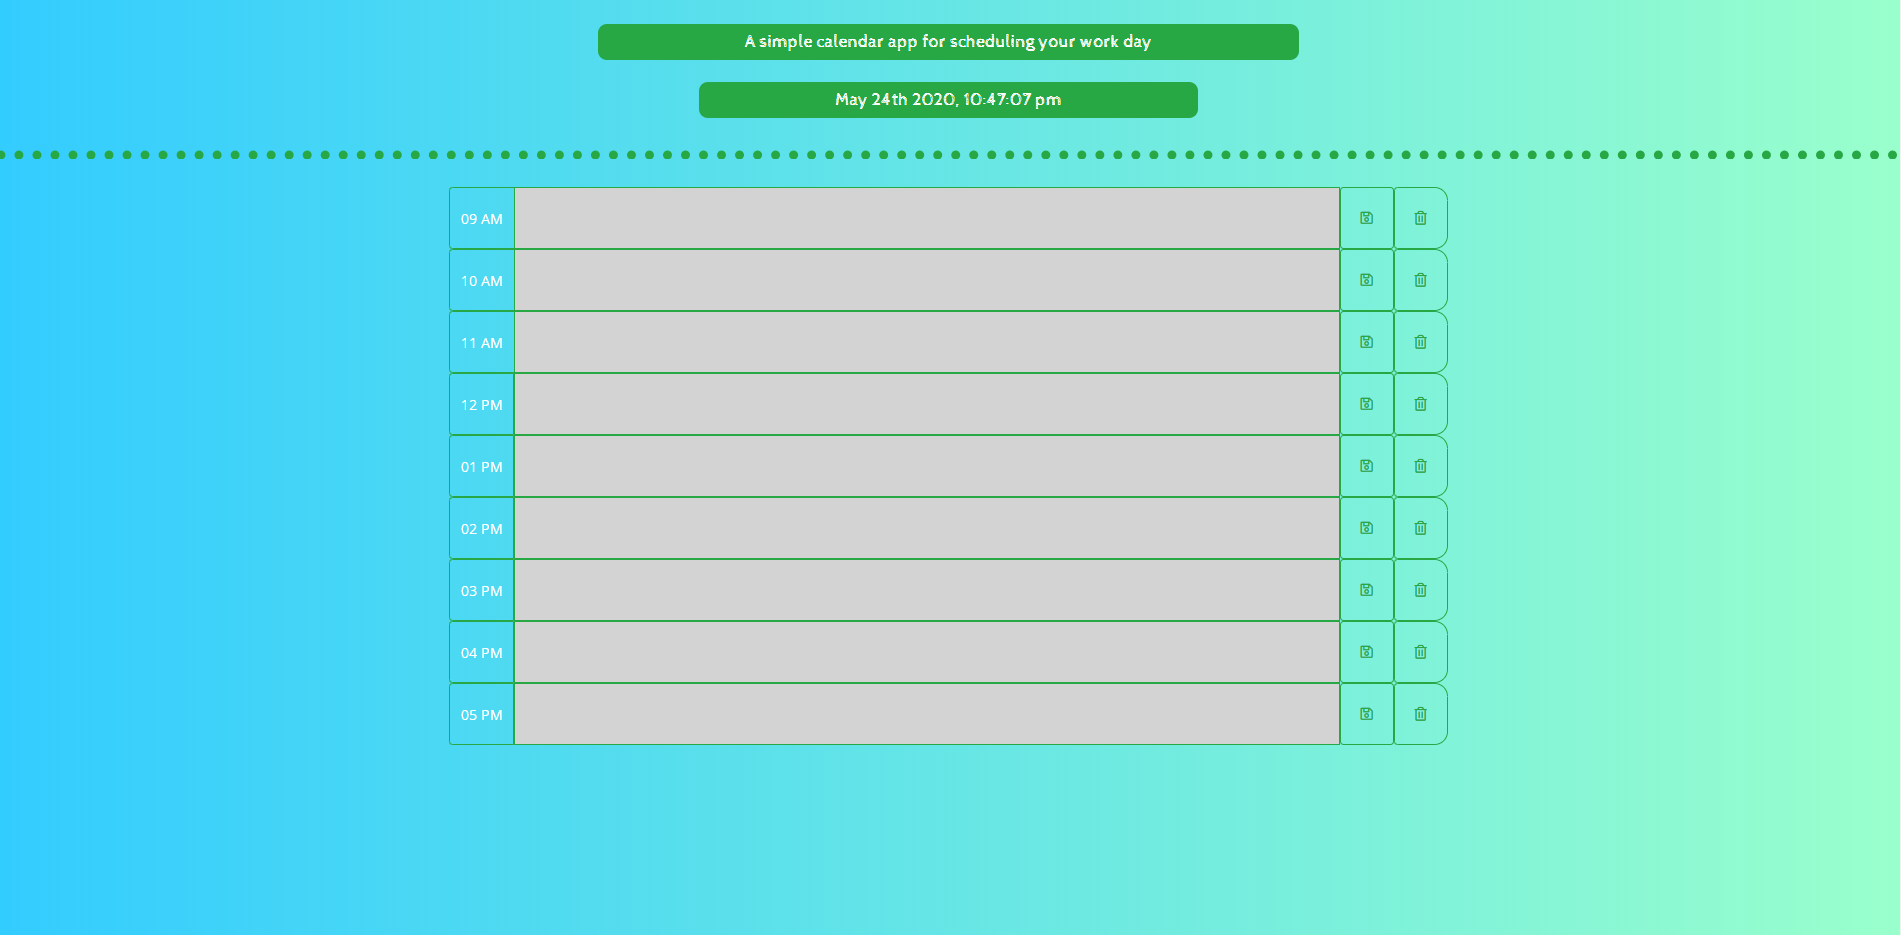 A simple calendar app for scheduling your work day
May 24th 2020, 10:47:07 pm
09 AM
10 AM
11 AM
12 PM
01 PM
02 PM
03 PM
04 PM
05 PM